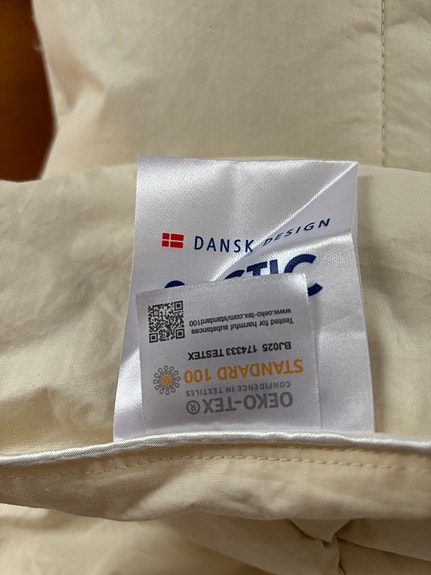 DANSK DESIGN
OEKO-TEX®
CONFIDENCE IN TEXTILES
STANDARD 100
BJ025 174333 TESTEX
Tested for harmful substances
www.oeko-tex.com/standard100